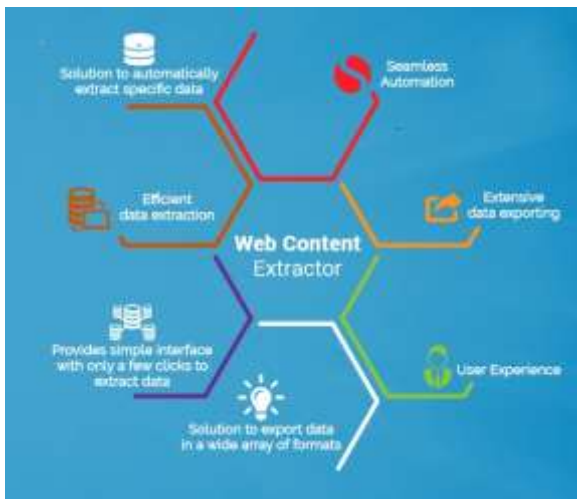 Solution to automatically
extract specific data
Seamless
Automation
Efficient
data extraction
Extensive
data exporting
Web Content
Extractor
Provides simple interface
with only a few clicks to
extract data
User Experience
Solution to export data
in a wide array of formats